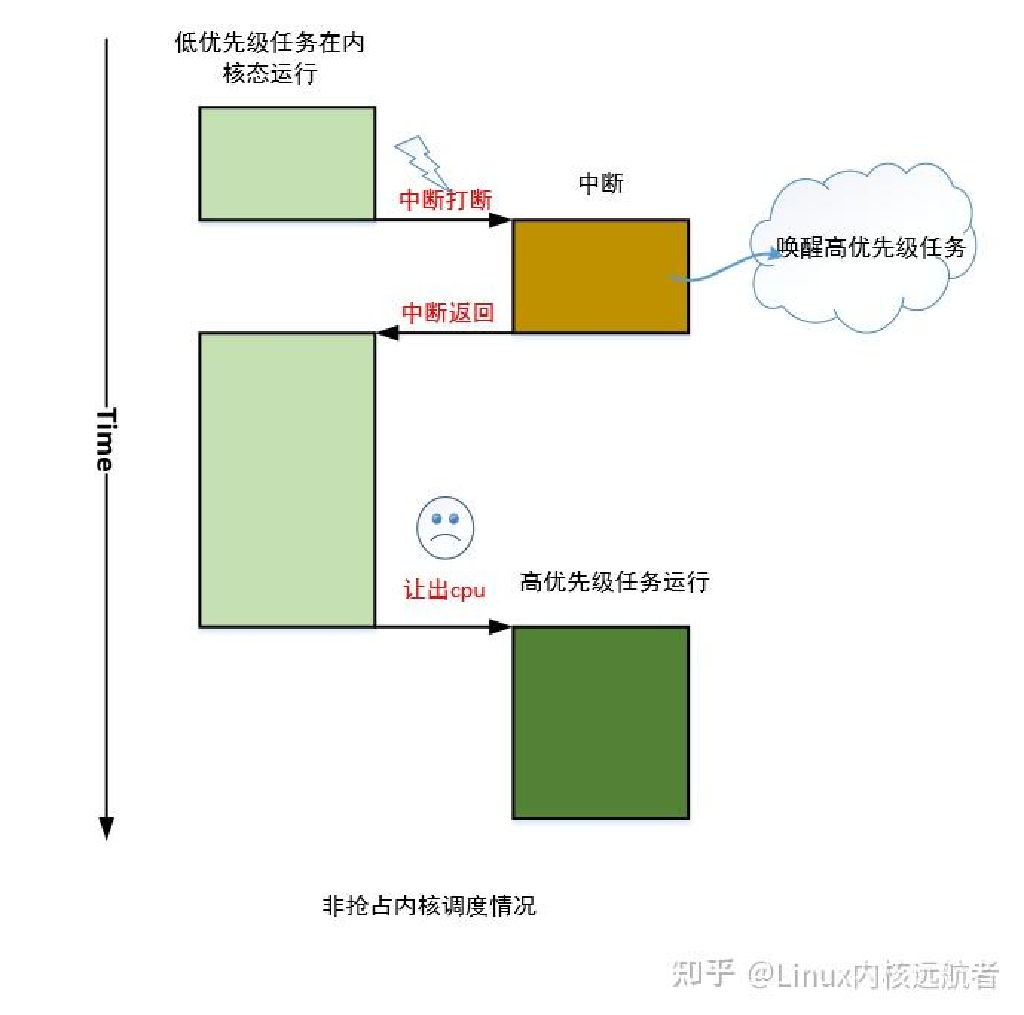 低优先级任务在内
核态运行
中断打断
中断
唤醒高优先级任务
中断返回
Time
让出cpu
高优先级任务运行
非抢占内核调度情况
知乎 @Linux内核远航者